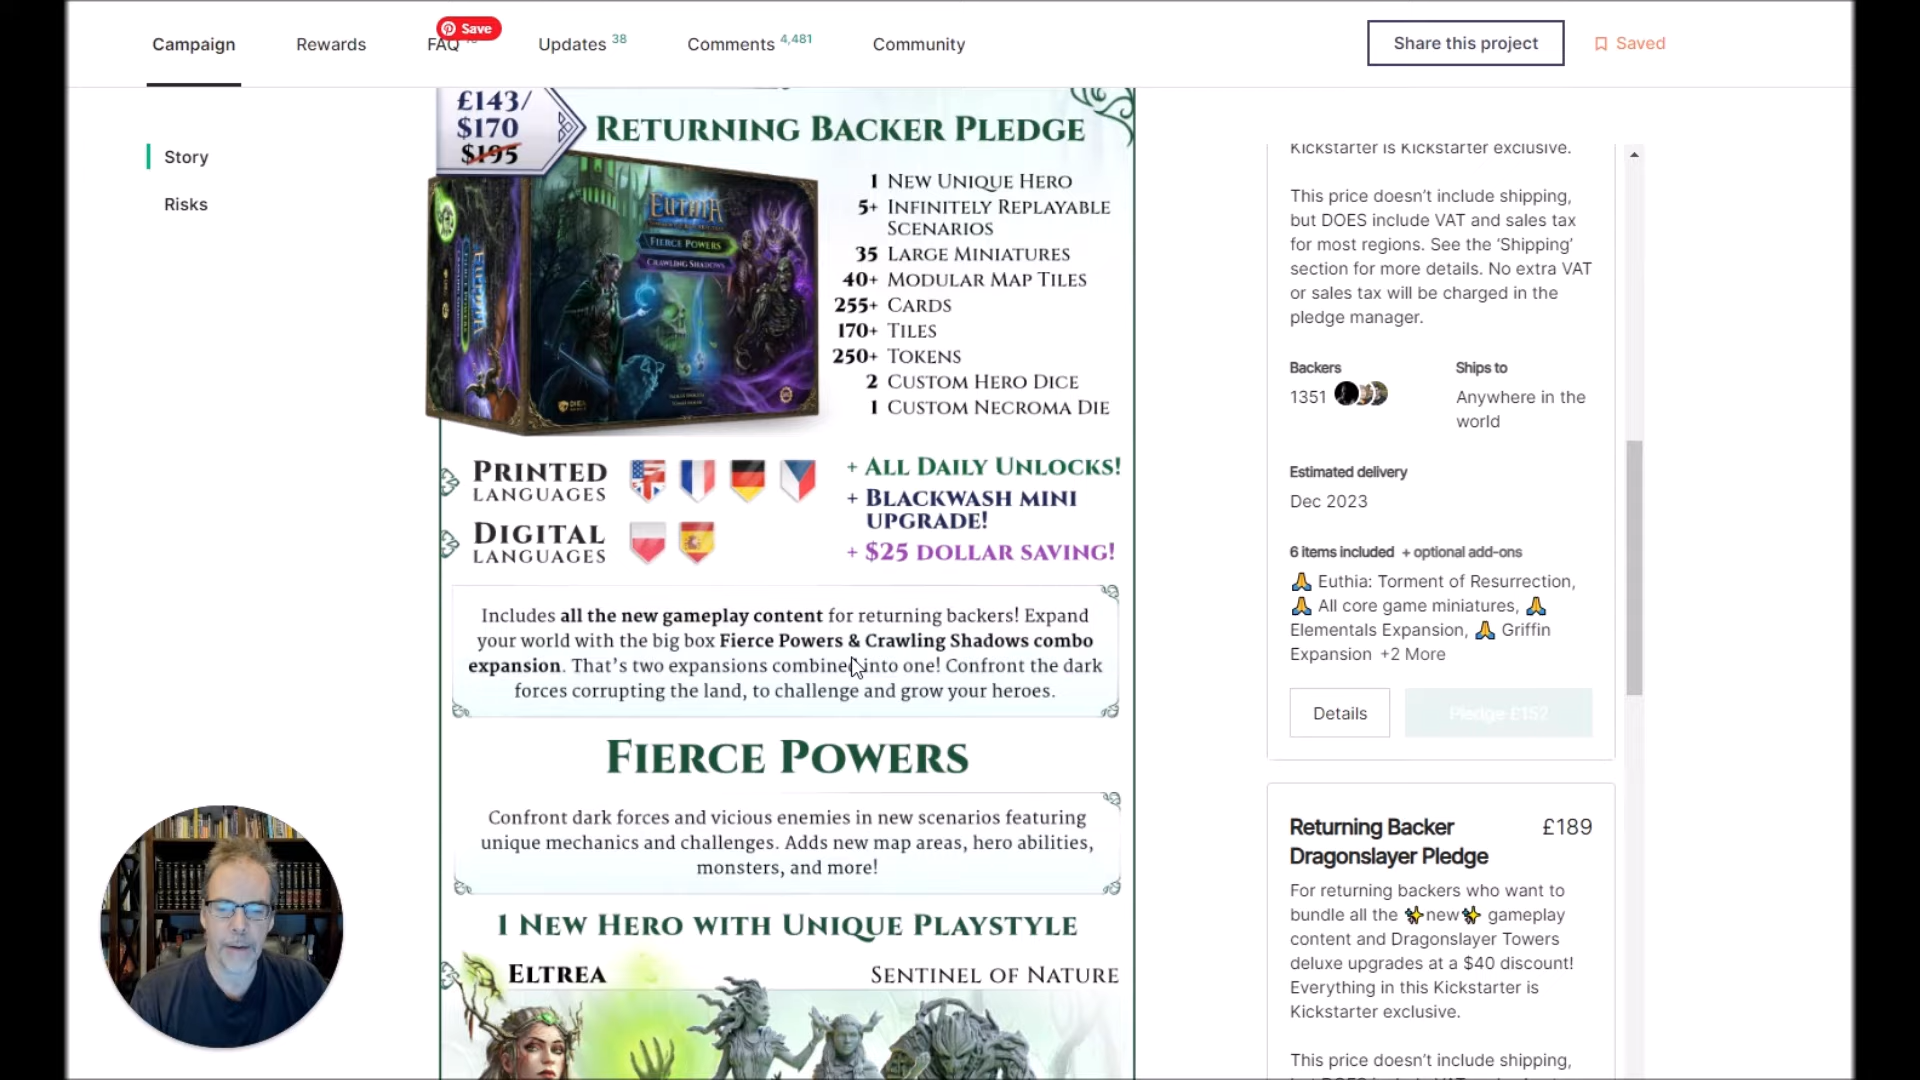 Campaign
Rewards
FAQ
Save
Updates 38
Comments 4,481
Community
Share this project
Saved
Story
Risks
£143/
$170
$195
Returning Backer Pledge
1 New Unique Hero
5+ Infinitely Replayable
Scenarios
35 Large Miniatures
40+ Modular Map Tiles
255+ Cards
170+ Tiles
250+ Tokens
2 Custom Hero Dice
1 Custom Necroma Die
Euthia
Fierce Powers
Crawling Shadows
Printed
Languages
Digital
Languages
+ All Daily Unlocks!
+ Blackwash Mini
Upgrade!
+ $25 Dollar Saving!
Includes all the new gameplay content for returning backers! Expand
your world with the big box Fierce Powers & Crawling Shadows combo
expansion. That's two expansions combined into one! Confront the dark
forces corrupting the land, to challenge and grow your heroes.
Fierce Powers
Confront dark forces and vicious enemies in new scenarios featuring
unique mechanics and challenges. Adds new map areas, hero abilities,
monsters, and more!
1 New Hero with Unique Playstyle
Eltrea
Sentinel of Nature
Kickstarter is Kickstarter exclusive.
This price doesn't include shipping,
but DOES include VAT and sales tax
for most regions. See the 'Shipping'
section for more details. No extra VAT
or sales tax will be charged in the
pledge manager.
Backers
1351
Ships to
Anywhere in the
world
Estimated delivery
Dec 2023
6 items included + optional add-ons
🙏 Euthia: Torment of Resurrection,
🙏 All core game miniatures, 🙏
Elementals Expansion, 🙏 Griffin
Expansion +2 More
Details
Pledge £152
Returning Backer
Dragonslayer Pledge
£189
For returning backers who want to
bundle all the ✨new✨ gameplay
content and Dragonslayer Towers
deluxe upgrades at a $40 discount!
Everything in this Kickstarter is
Kickstarter exclusive.
This price doesn't include shipping,